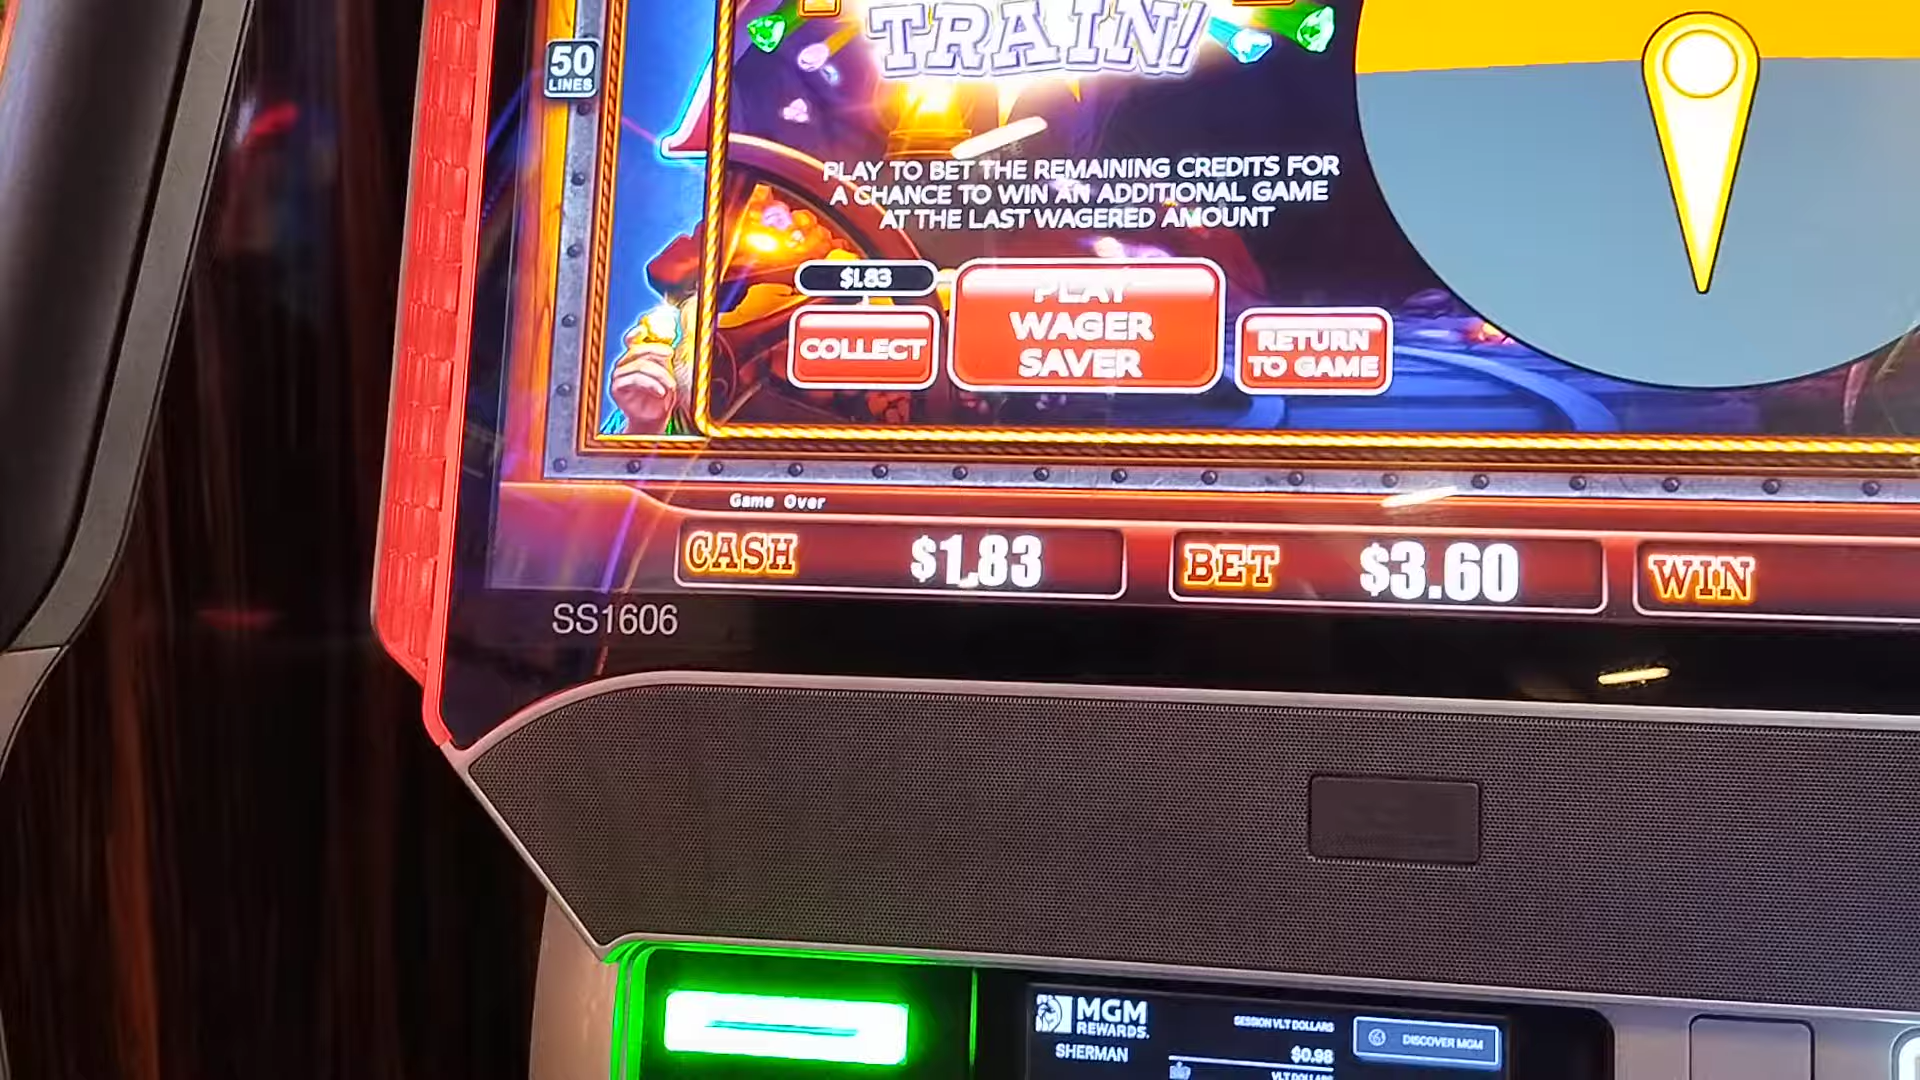 TRAIN!
50
LINES
PLAY TO BET THE REMAINING CREDITS FOR
A CHANCE TO WIN AN ADDITIONAL GAME
AT THE LAST WAGERED AMOUNT
$1.83
COLLECT
PLAY
WAGER
SAVER
RETURN
TO GAME
Game Over
CASH $1.83
BET $3.60
WIN
SS1606
MGM
REWARDS.
SHERMAN
SESSION VLT DOLLARS
$0.98
VLT DOLLARS
DISCOVER MGM